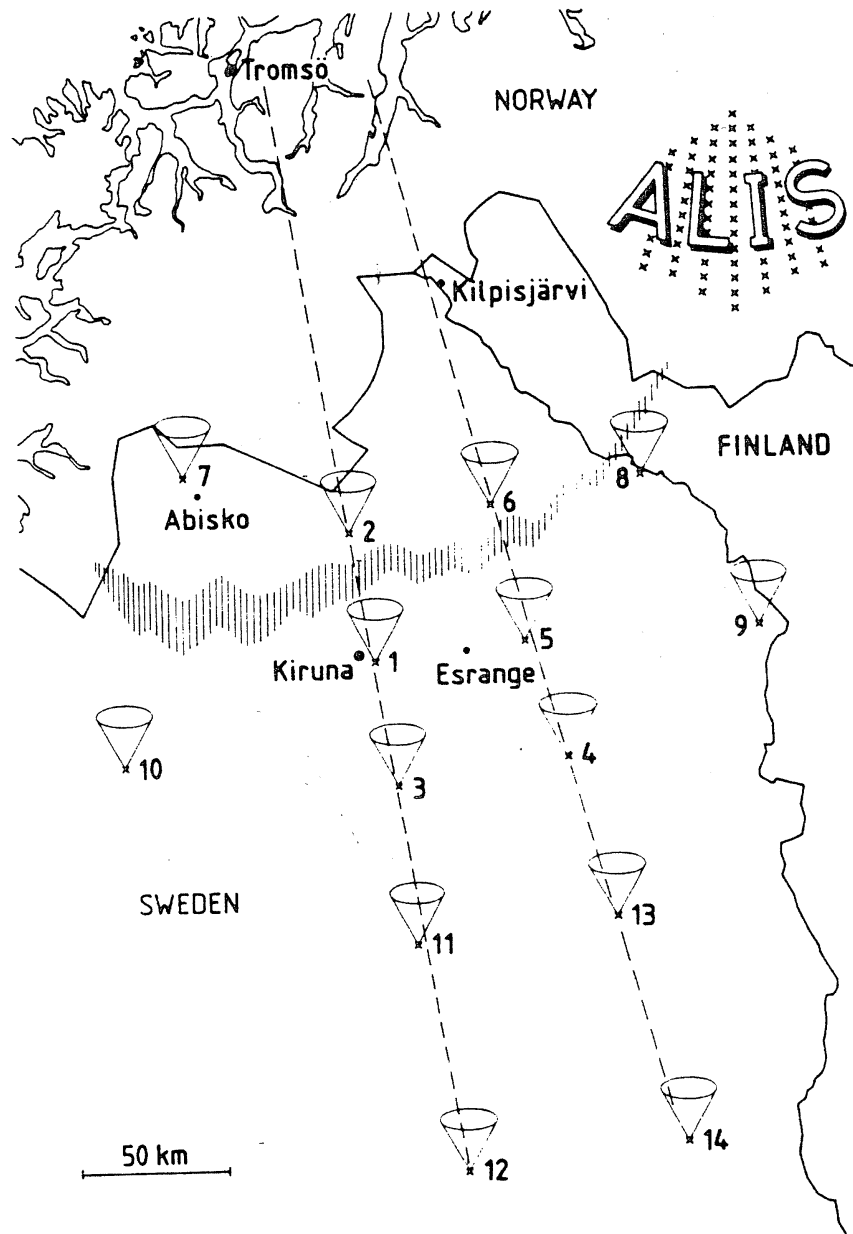 Tromsö
NORWAY
ALIS
Kilpisjärvi
FINLAND
7
8
6
Abisko
2
9
5
Kiruna
1
Esrange
4
10
3
SWEDEN
13
11
50 km
14
12